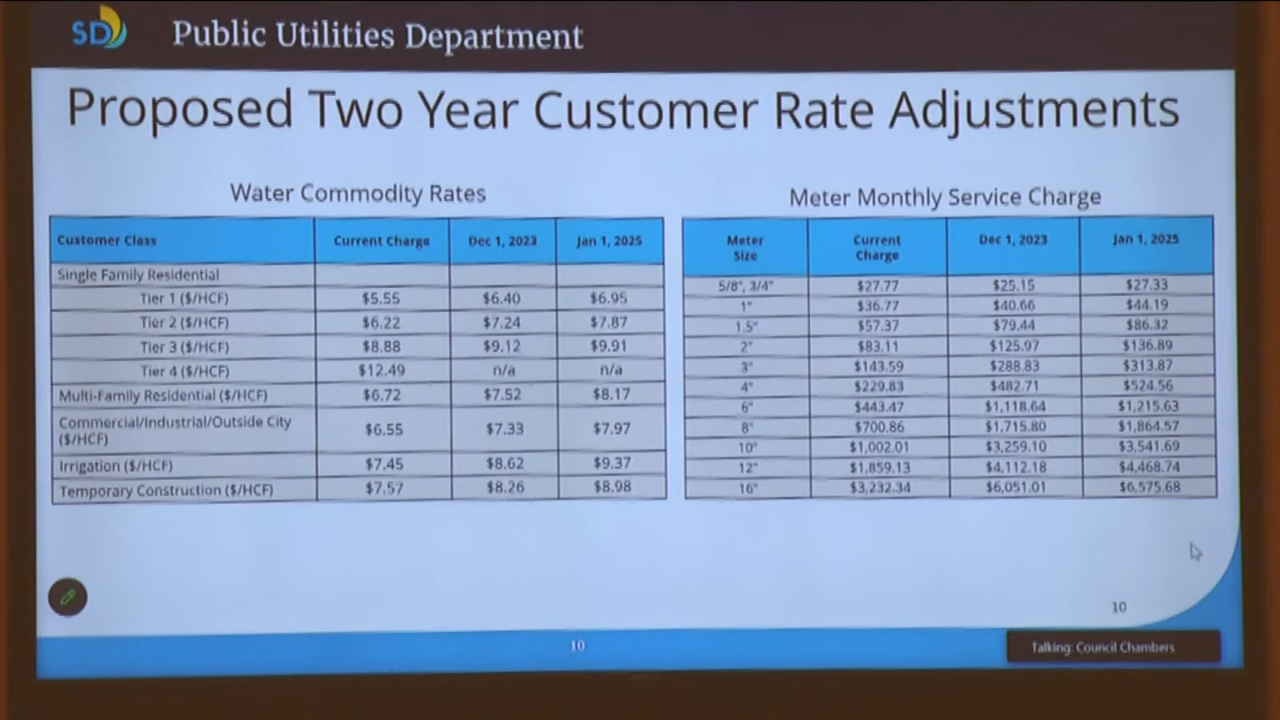 SD
Public Utilities Department
Proposed Two Year Customer Rate Adjustments
Water Commodity Rates
Customer Class Current Charge Dec 1, 2023 Jan 1, 2025
Single Family Residential
Tier 1 ($/HCF) $5.55 $6.40 $6.95
Tier 2 ($/HCF) $6.22 $7.24 $7.87
Tier 3 ($/HCF) $8.88 $9.12 $9.91
Tier 4 ($/HCF) $12.49 n/a n/a
Multi-Family Residential ($/HCF) $6.72 $7.52 $8.17
Commercial/Industrial/Outside City
($/HCF) $6.55 $7.33 $7.97
Irrigation ($/HCF) $7.45 $8.62 $9.37
Temporary Construction ($/HCF) $7.57 $8.26 $8.98
Meter Monthly Service Charge
Meter Current Dec 1, 2023 Jan 1, 2025
Size Charge
5/8", 3/4" $27.77 $25.15 $27.33
1" $36.77 $40.66 $44.19
1.5" $57.37 $79.44 $86.32
2" $83.11 $125.97 $136.89
3" $143.59 $288.83 $313.87
4" $229.83 $482.71 $524.56
6" $443.47 $1,118.64 $1,215.63
8" $700.86 $1,715.80 $1,864.57
10" $1,002.01 $3,259.10 $3,541.69
12" $1,859.13 $4,112.18 $4,468.74
16" $3,232.34 $6,051.01 $6,575.68
10
10
Talking: Council Chambers